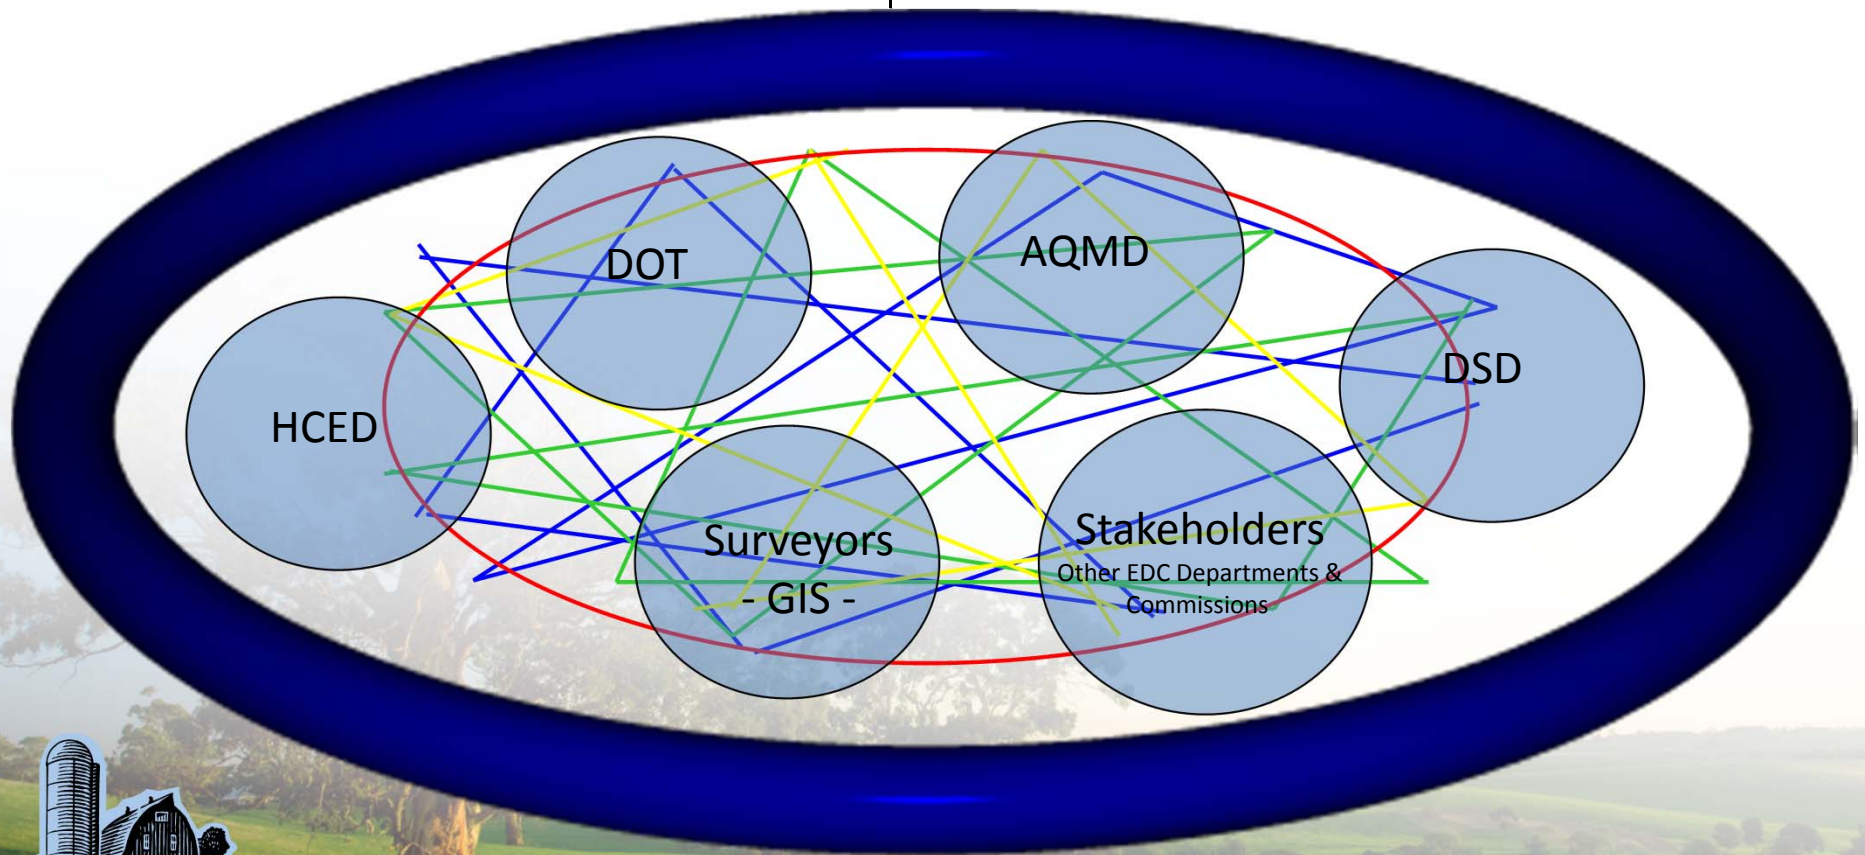 DOT
AQMD
DSD
HCED
Surveyors
- GIS -
Stakeholders
Other EDC Departments &
Commissions